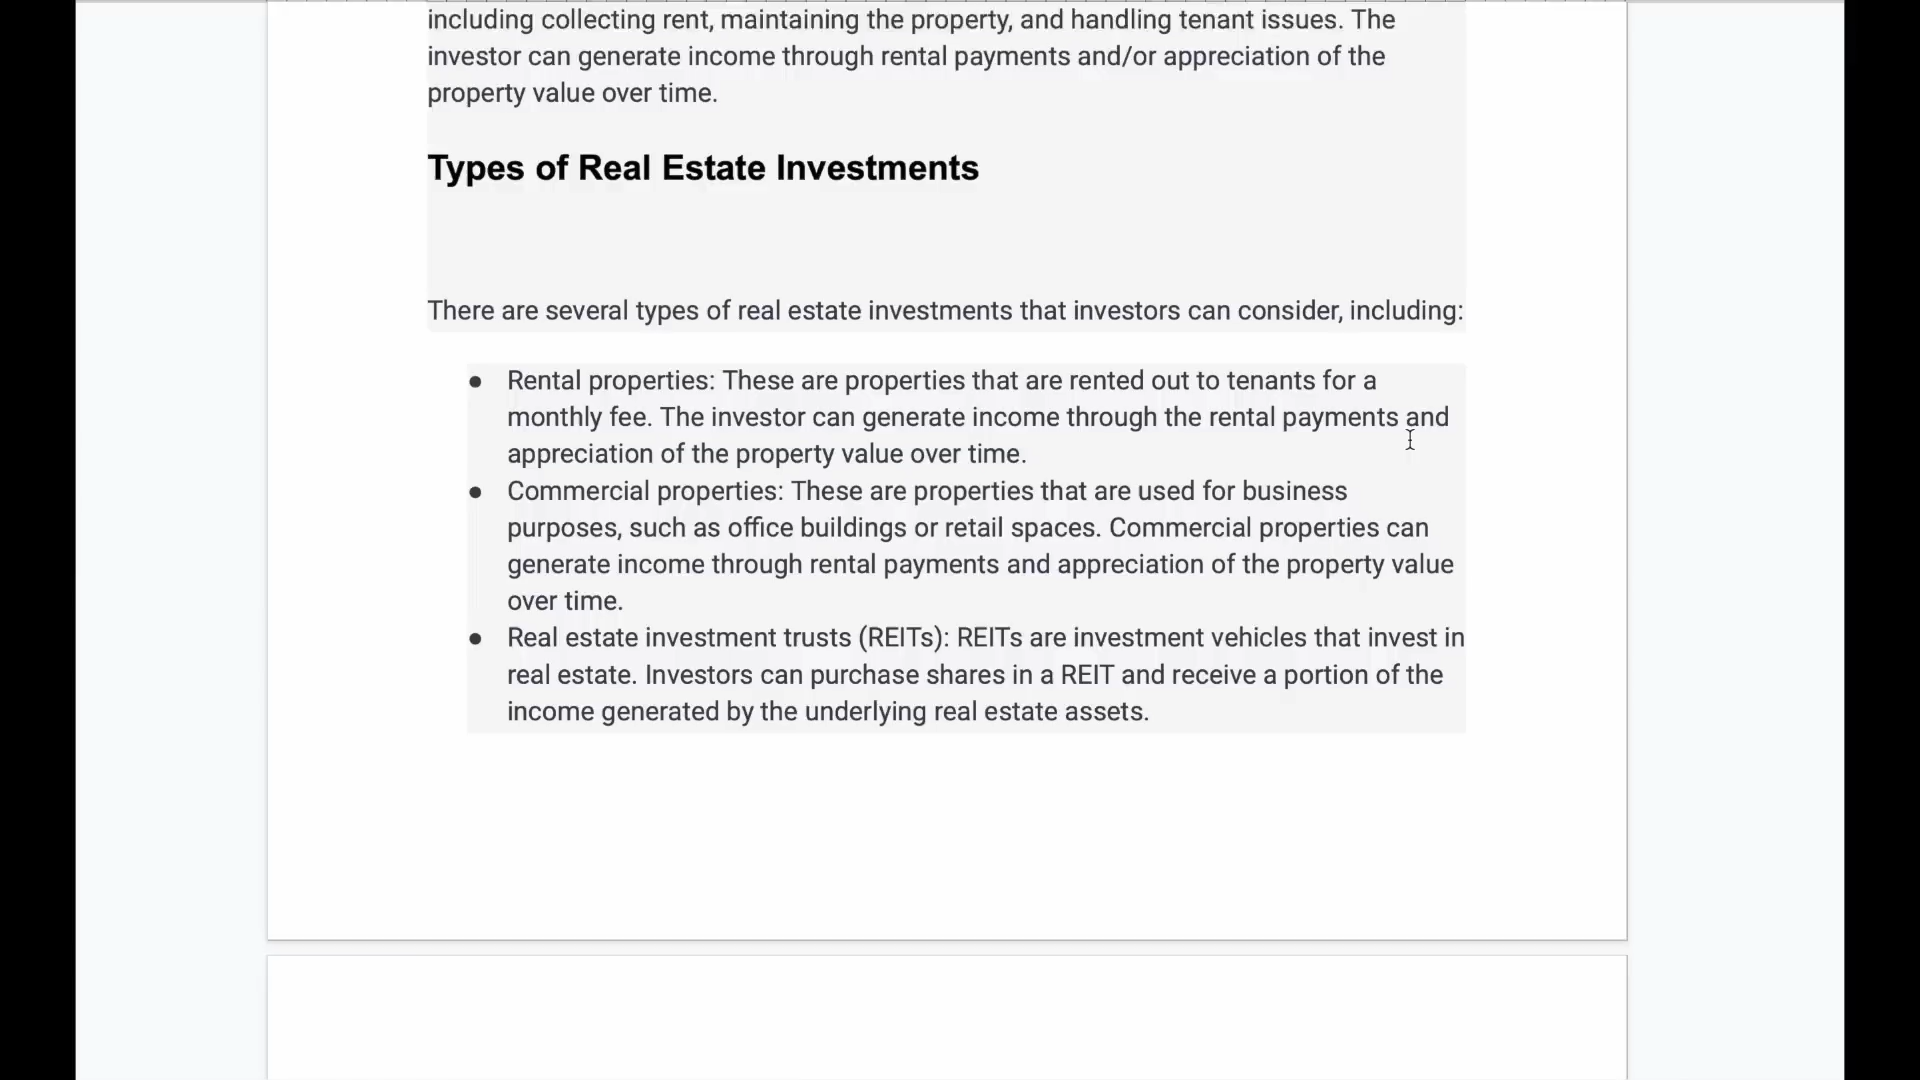 including collecting rent, maintaining the property, and handling tenant issues. The
investor can generate income through rental payments and/or appreciation of the
property value over time.
Types of Real Estate Investments
There are several types of real estate investments that investors can consider, including:
● Rental properties: These are properties that are rented out to tenants for a
monthly fee. The investor can generate income through the rental payments and
appreciation of the property value over time.
● Commercial properties: These are properties that are used for business
purposes, such as office buildings or retail spaces. Commercial properties can
generate income through rental payments and appreciation of the property value
over time.
● Real estate investment trusts (REITs): REITs are investment vehicles that invest in
real estate. Investors can purchase shares in a REIT and receive a portion of the
income generated by the underlying real estate assets.